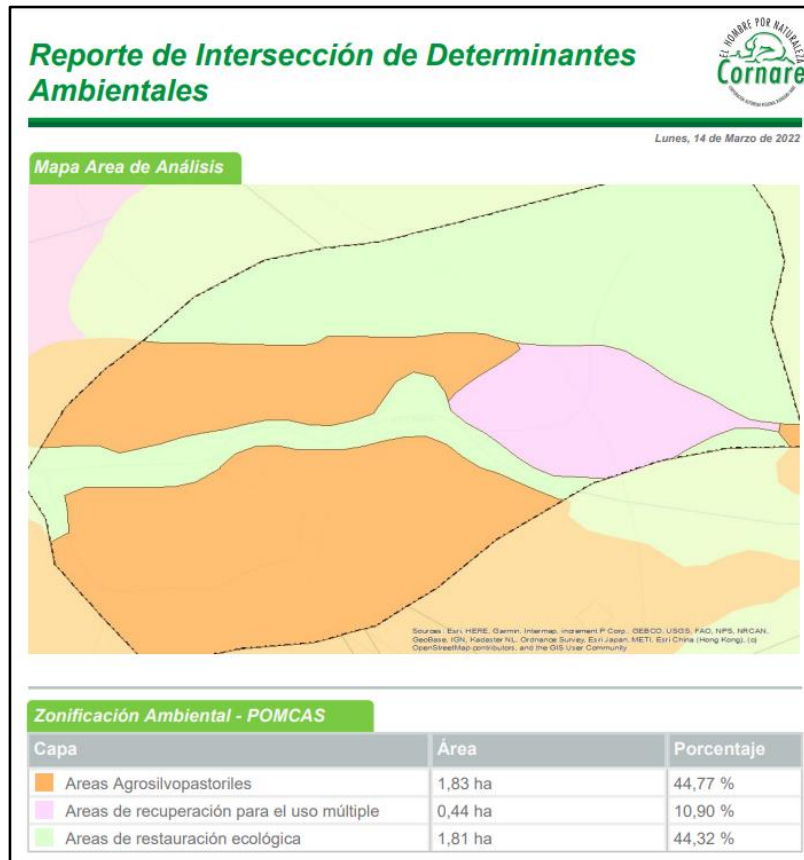 Reporte de Intersección de Determinantes
Ambientales
EL HOMBRE POR NATURALEZA
Cornare
Lunes, 14 de Marzo de 2022
Mapa Area de Análisis
Sources: Esri, HERE, Garmin, Intermap, increment P Corp., GEBCO, USGS, FAO, NPS, NRCAN,
GeoBase, IGN, Kadaster NL, Ordnance Survey, Esri Japan, METI, Esri China (Hong Kong), (c)
OpenStreetMap contributors, and the GIS User Community
Zonificación Ambiental - POMCAS
Capa Área Porcentaje
Areas Agrosilvopastoriles 1,83 ha 44,77 %
Areas de recuperación para el uso múltiple 0,44 ha 10,90 %
Areas de restauración ecológica 1,81 ha 44,32 %